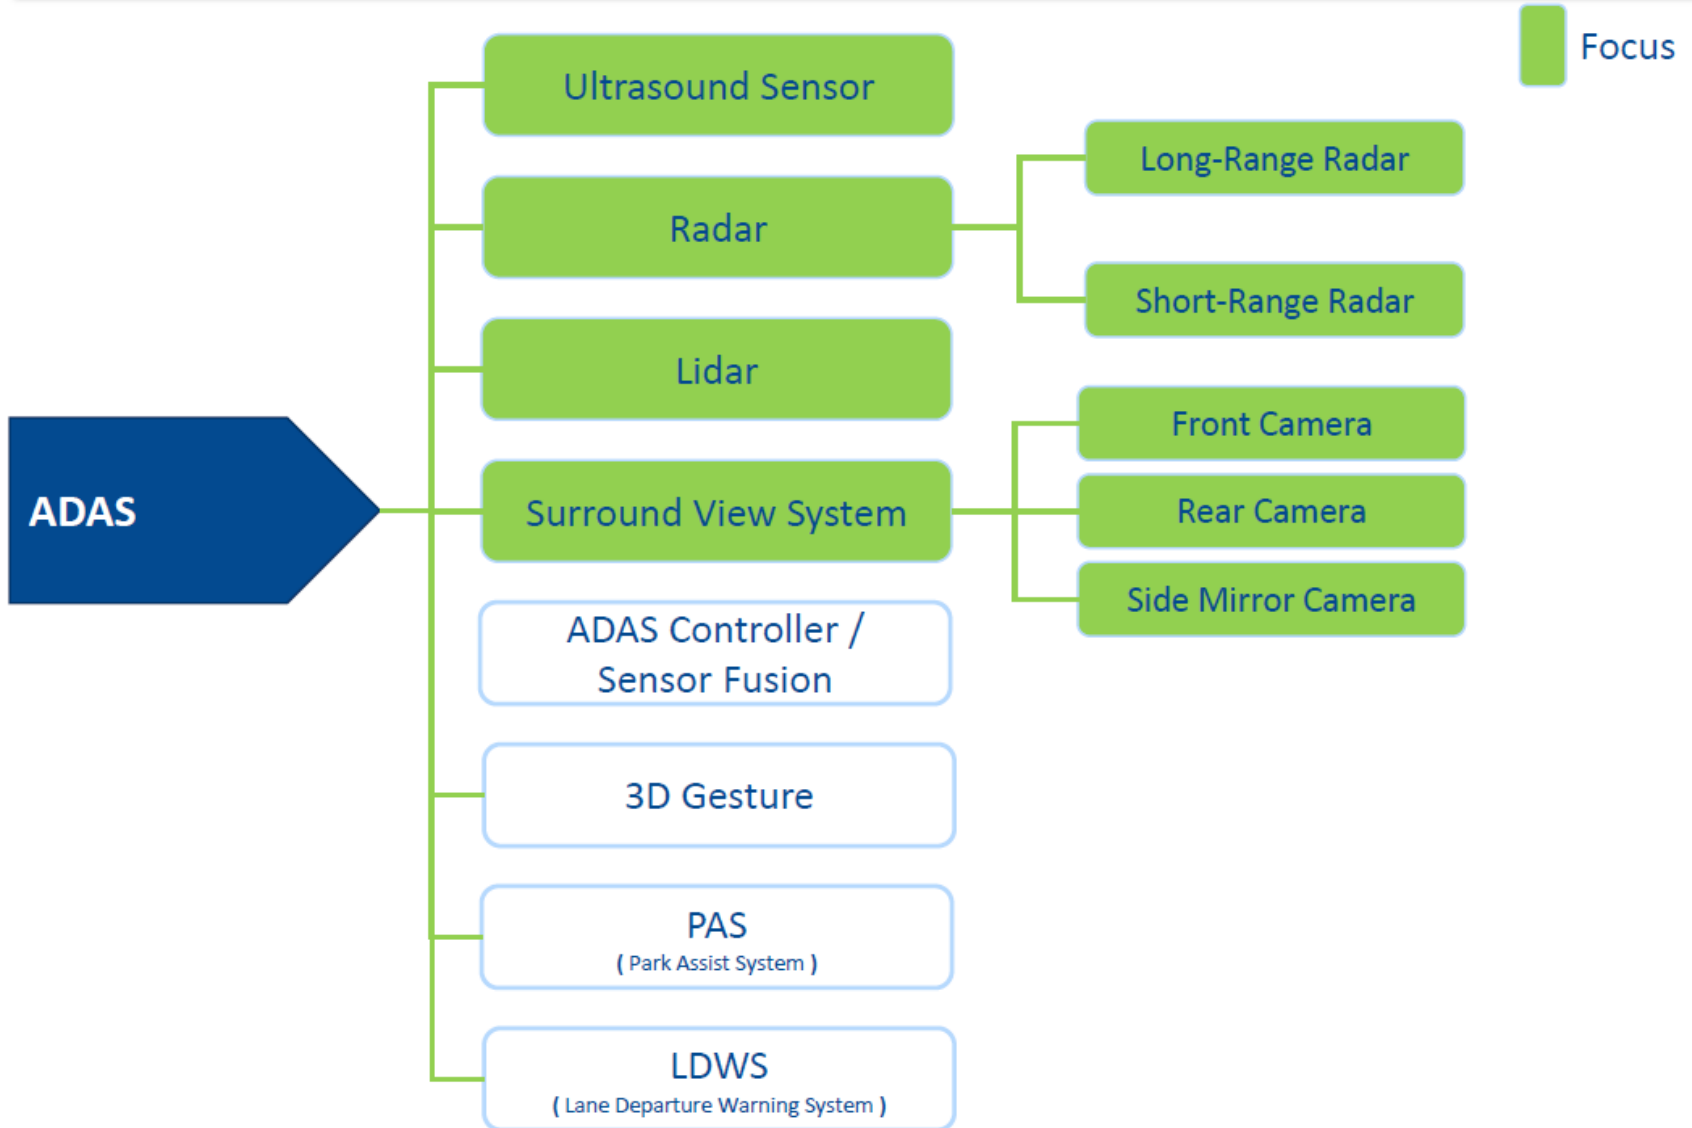 Focus
Ultrasound Sensor
Long-Range Radar
Radar
Short-Range Radar
Lidar
Front Camera
ADAS
Surround View System
Rear Camera
Side Mirror Camera
ADAS Controller /
Sensor Fusion
3D Gesture
PAS
( Park Assist System )
LDWS
( Lane Departure Warning System )